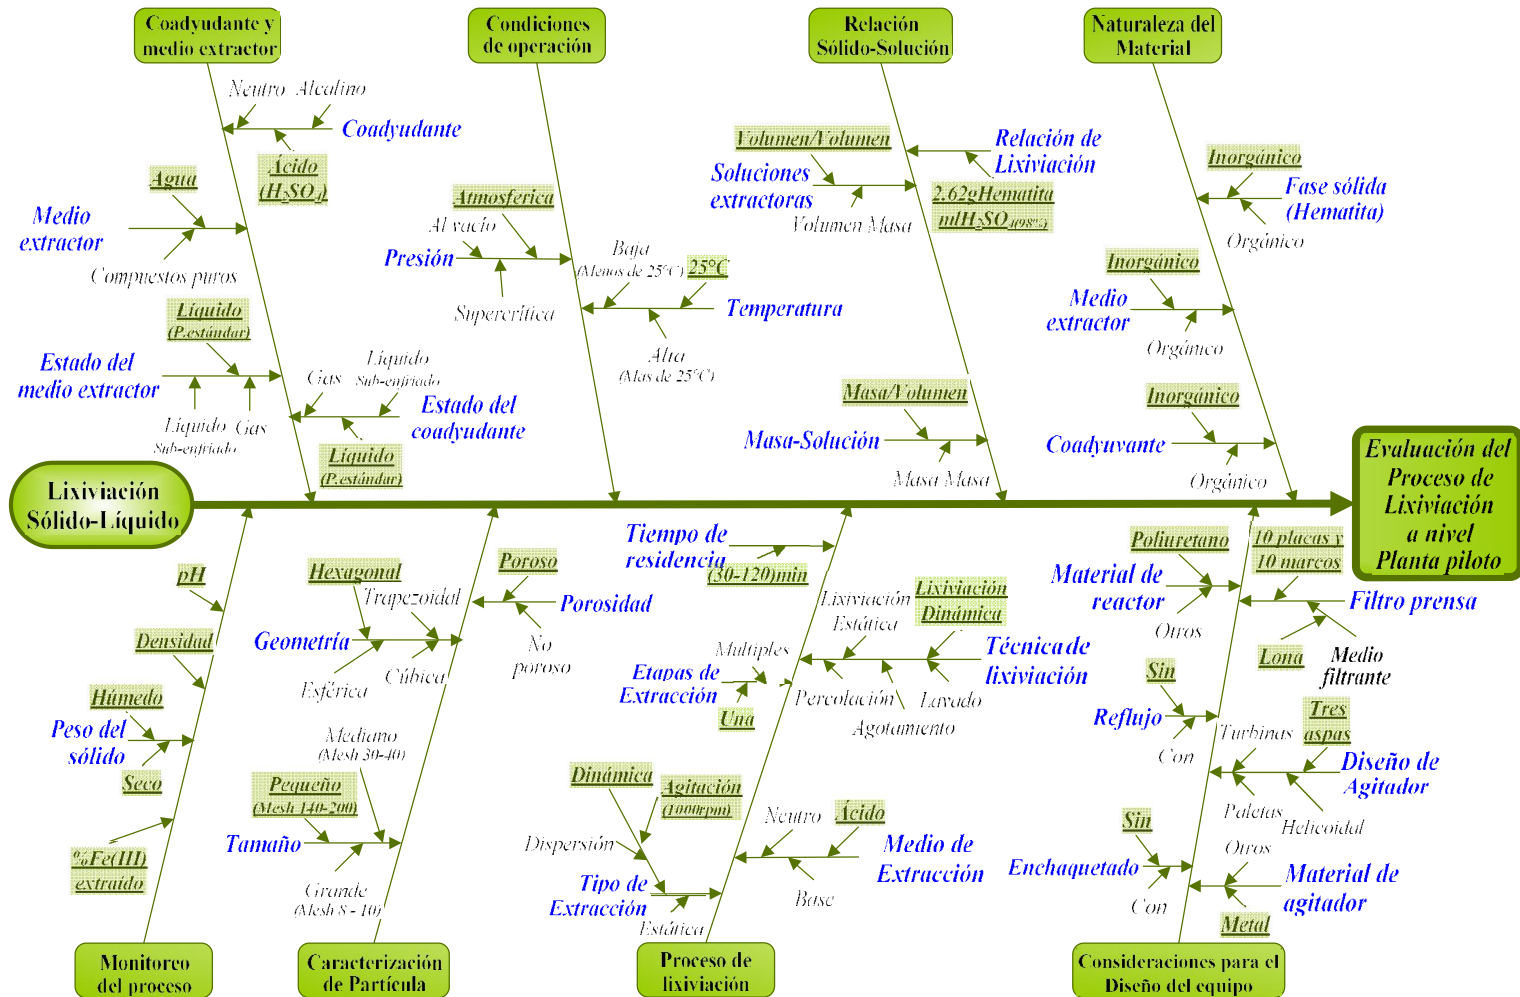 Coadyudante y
medio extractor
Condiciones
de operación
Relación
Sólido-Solución
Naturaleza del
Material
Neutro
Alcalino
Coadyudante
Ácido
(H2SO4)
Agua
Medio
extractor
Compuestos puros
Líquido
(P.estándar)
Estado del
medio extractor
Líquido
Sub-enfriado
Gas
Gas
Líquido
Sub-enfriado
Estado del
coadyudante
Líquido
(P.estándar)
Atmosferica
Al vacío
Presión
Supercrítica
Baja
(Menos de 25°C)
25°C
Temperatura
Alta
(Mas de 25°C)
Volumen/Volumen
Soluciones
extractoras
Volumen Masa
Relación de
Lixiviación
2.62gHematita
mlH2SO4(98%)
Masa/Volumen
Masa-Solución
Masa Masa
Inorgánico
Fase sólida
(Hematita)
Orgánico
Inorgánico
Medio
extractor
Orgánico
Inorgánico
Coadyuvante
Orgánico
Lixiviación
Sólido-Líquido
Evaluación del
Proceso de
Lixiviación
a nivel
Planta piloto
pH
Densidad
Húmedo
Peso del
sólido
Seco
%Fe(III)
extraído
Hexagonal
Trapezoidal
Geometría
Esférica
Cúbica
Poroso
Porosidad
No
poroso
Mediano
(Mesh 30-40)
Pequeño
(Mesh 140-200)
Tamaño
Grande
(Mesh 8 - 10)
Tiempo de
residencia
(30-120)min
Lixiviación
Estática
Lixiviación
Dinámica
Técnica de
lixiviación
Percolación
Agotamiento
Lavado
Multiples
Etapas de
Extracción
Una
Dinámica
Agitación
(1000rpm)
Dispersión
Tipo de
Extracción
Estática
Neutro
Ácido
Medio de
Extracción
Base
Poliuretano
Material de
reactor
Otros
10 placas y
10 marcos
Filtro prensa
Lona
Medio
filtrante
Sin
Reflujo
Con
Turbinas
Tres
aspas
Diseño de
Agitador
Paletas
Helicoidal
Sin
Enchaquetado
Con
Otros
Material de
agitador
Metal
Monitoreo
del proceso
Caracterización
de Partícula
Proceso de
lixiviación
Consideraciones para el
Diseño del equipo